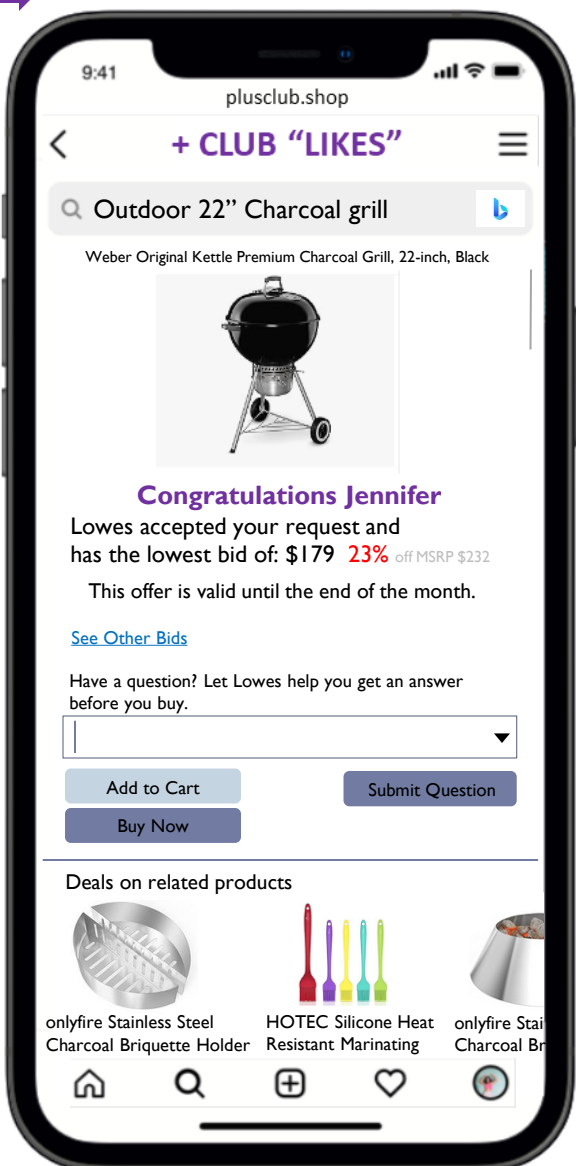 9:41
plusclub.shop
+ CLUB “LIKES”
Outdoor 22” Charcoal grill
Weber Original Kettle Premium Charcoal Grill, 22-inch, Black
Congratulations Jennifer
Lowes accepted your request and
has the lowest bid of: $179 23% off MSRP $232
This offer is valid until the end of the month.
See Other Bids
Have a question? Let Lowes help you get an answer
before you buy.
Add to Cart
Submit Question
Buy Now
Deals on related products
onlyfire Stainless Steel
Charcoal Briquette Holder
HOTEC Silicone Heat
Resistant Marinating
onlyfire Stai
Charcoal Br